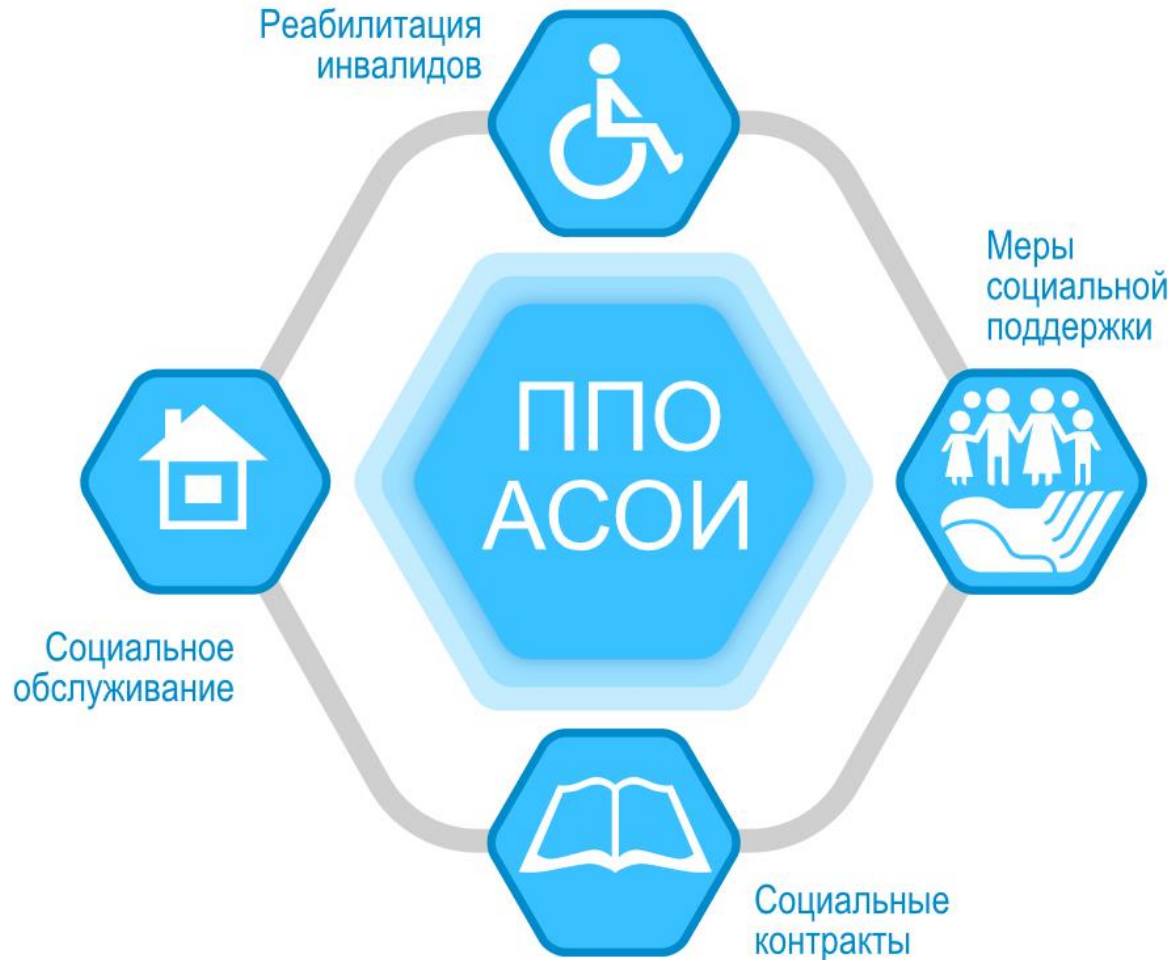 Реабилитация
инвалидов
Меры
социальной
поддержки
ППО
АСОИ
Социальное
обслуживание
Социальные
контракты